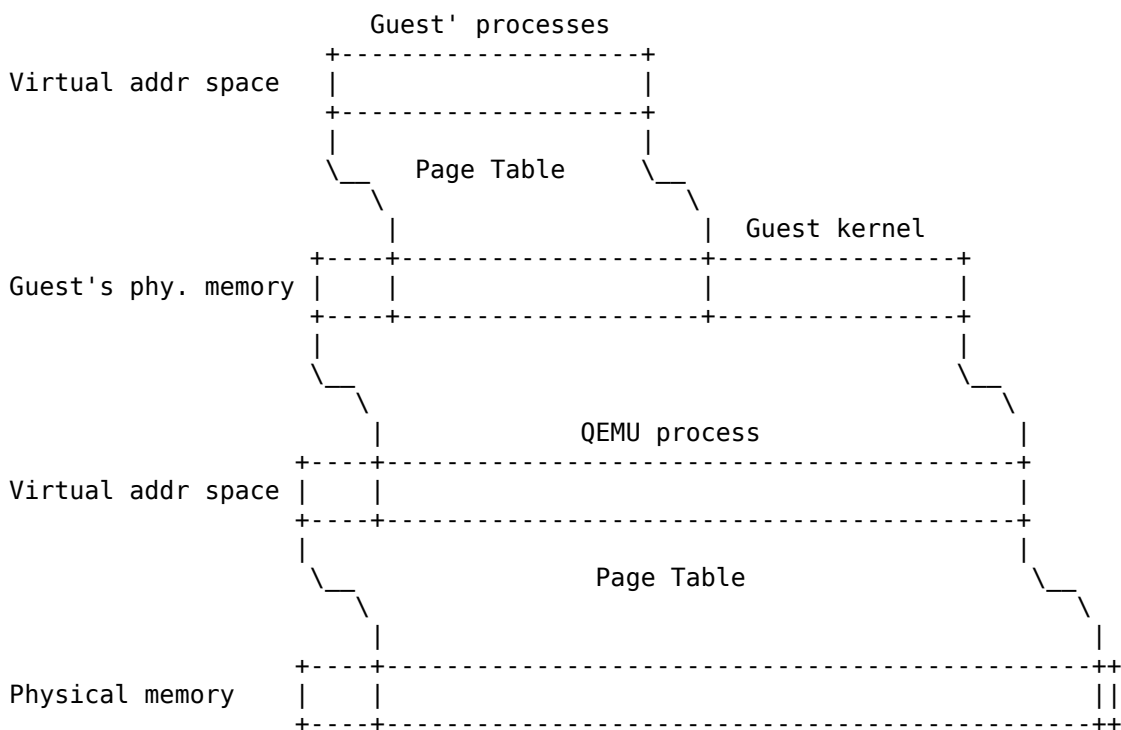 Guest' processes
Virtual addr space
Page Table
Guest kernel
Guest's phy. memory
QEMU process
Virtual addr space
Page Table
Physical memory